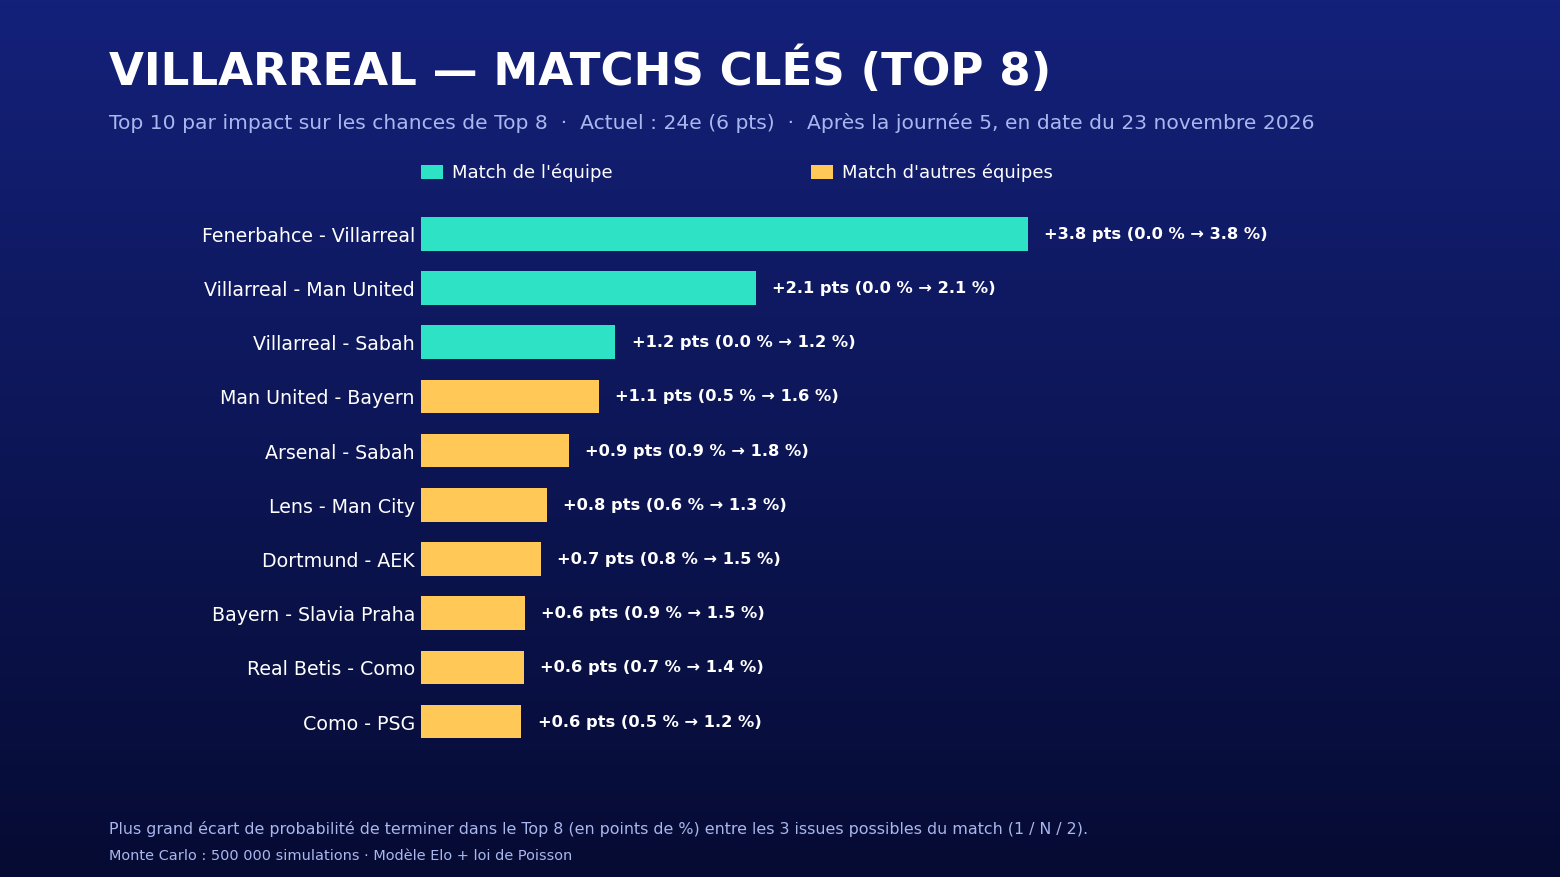 VILLARREAL — MATCHS CLÉS (TOP 8)
Top 10 par impact sur les chances de Top 8 · Actuel : 24e (6 pts) · Après la journée 5, en date du 23 novembre 2026
Match de l'équipe
Match d'autres équipes
Fenerbahce - Villarreal +3.8 pts (0.0 % → 3.8 %)
Villarreal - Man United +2.1 pts (0.0 % → 2.1 %)
Villarreal - Sabah +1.2 pts (0.0 % → 1.2 %)
Man United - Bayern +1.1 pts (0.5 % → 1.6 %)
Arsenal - Sabah +0.9 pts (0.9 % → 1.8 %)
Lens - Man City +0.8 pts (0.6 % → 1.3 %)
Dortmund - AEK +0.7 pts (0.8 % → 1.5 %)
Bayern - Slavia Praha +0.6 pts (0.9 % → 1.5 %)
Real Betis - Como +0.6 pts (0.7 % → 1.4 %)
Como - PSG +0.6 pts (0.5 % → 1.2 %)
Plus grand écart de probabilité de terminer dans le Top 8 (en points de %) entre les 3 issues possibles du match (1 / N / 2).
Monte Carlo : 500 000 simulations · Modèle Elo + loi de Poisson